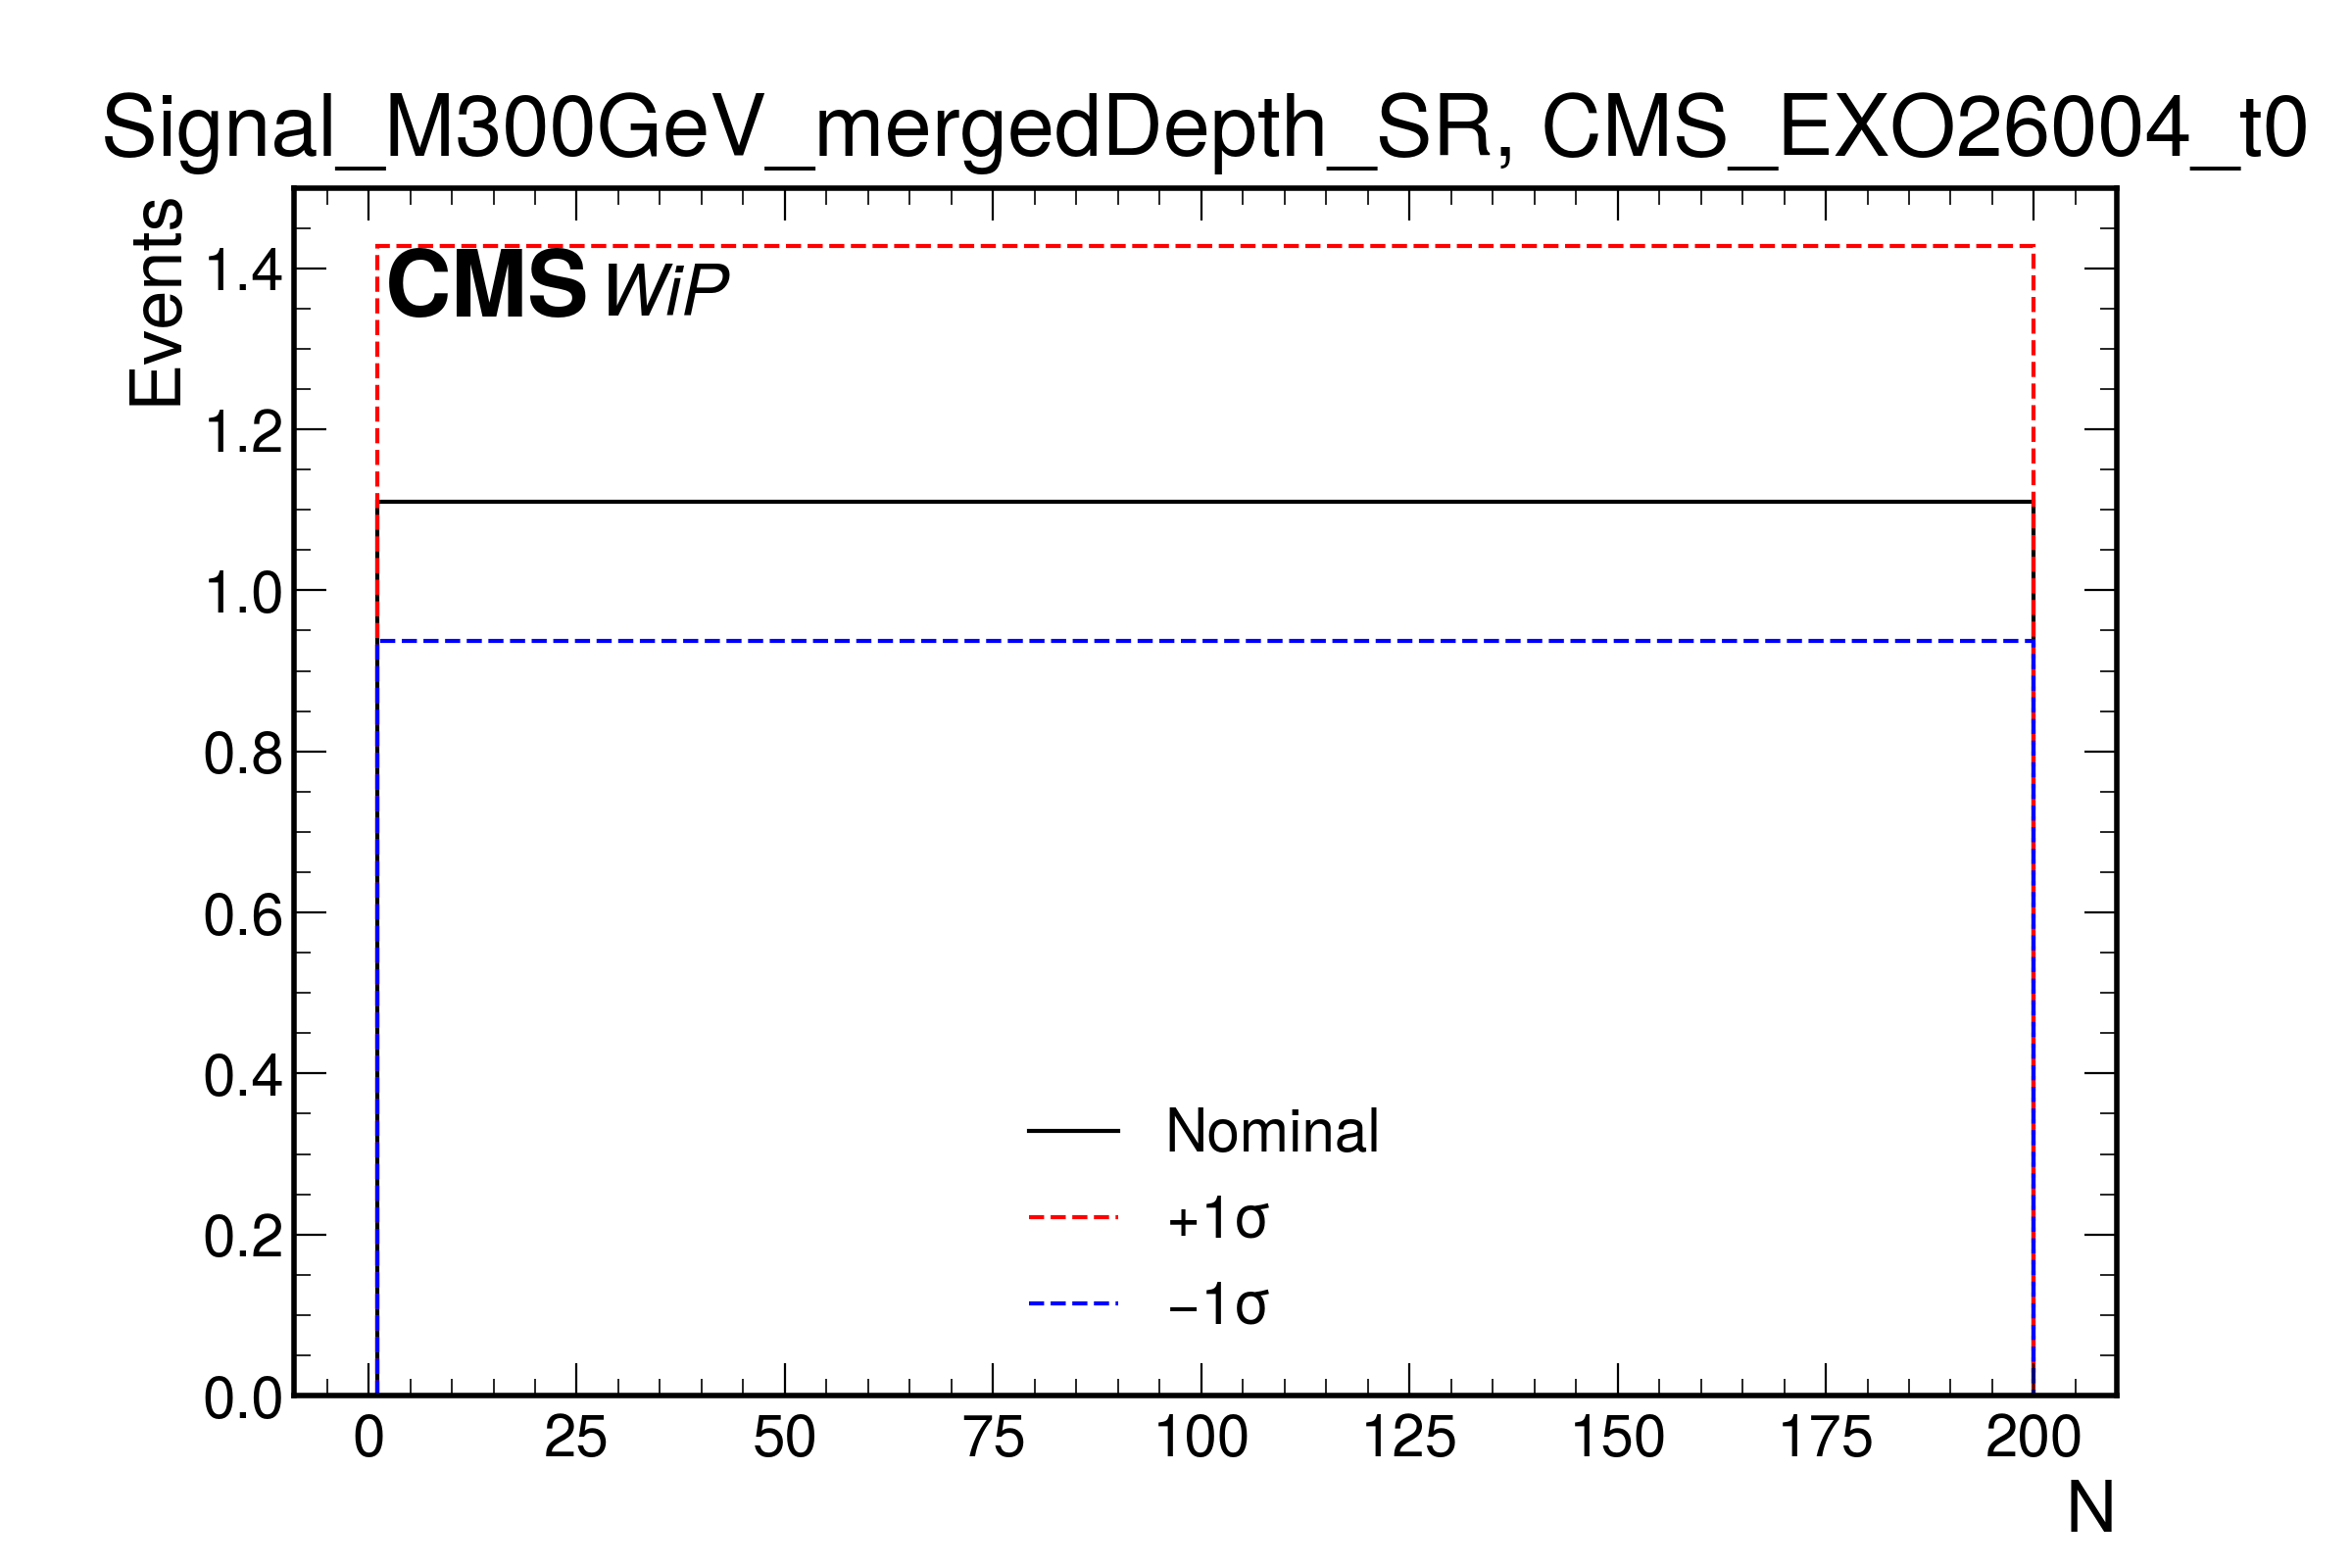 Signal_M300GeV_mergedDepth_SR, CMS_EXO26004_t0
Events
CMS WiP
1.4
1.2
1.0
0.8
0.6
0.4
0.2
0.0
Nominal
+1σ
−1σ
0 25 50 75 100 125 150 175 200
N